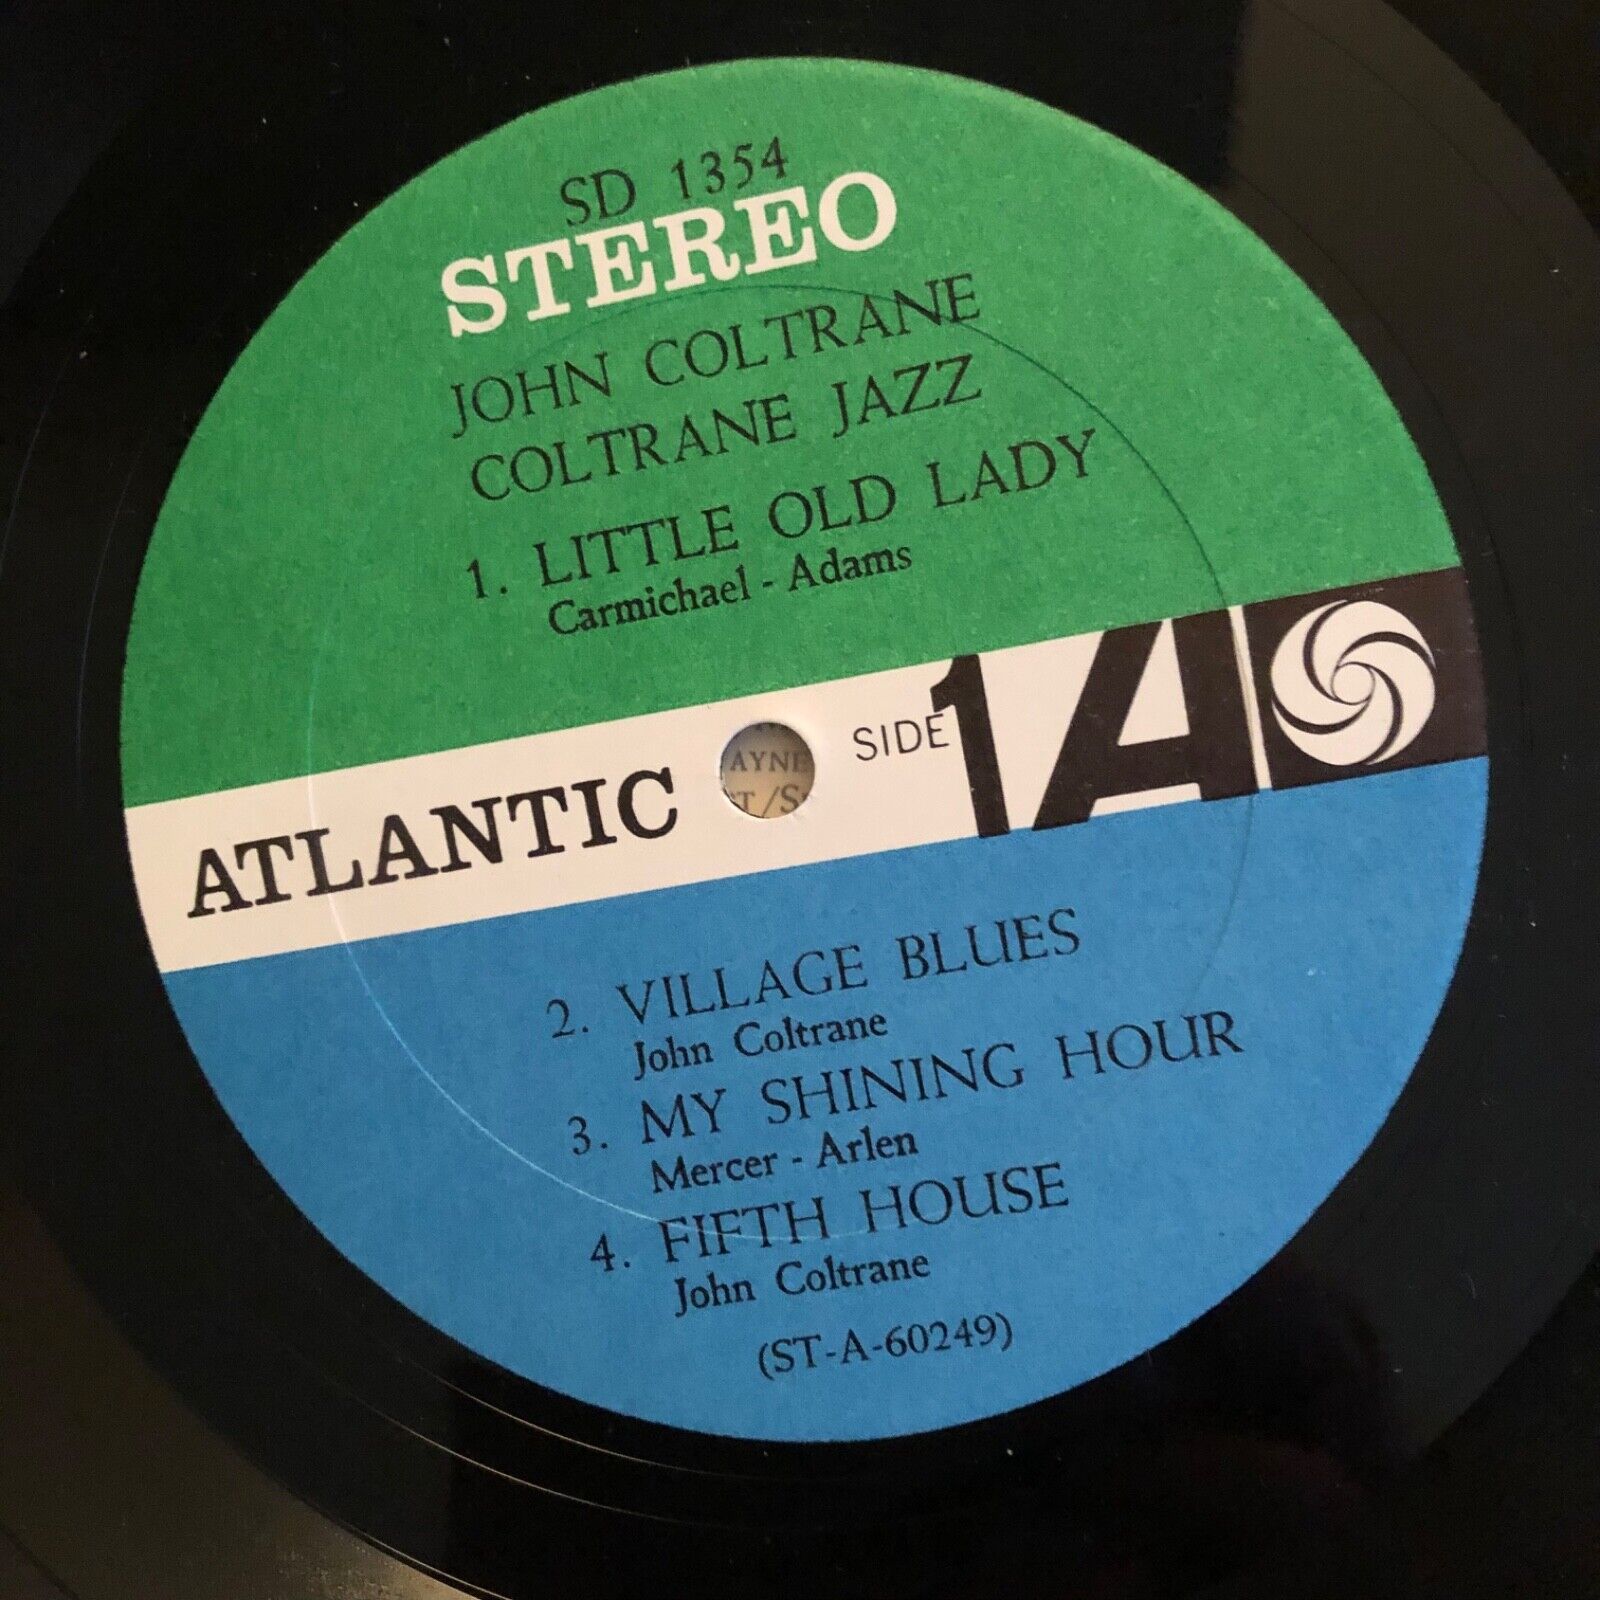 SD 1354
STEREO
JOHN COLTRANE
COLTRANE JAZZ
1. LITTLE OLD LADY
Carmichael - Adams
ATLANTIC
SIDE 1
A
2. VILLAGE BLUES
John Coltrane
3. MY SHINING HOUR
Mercer - Arlen
4. FIFTH HOUSE
John Coltrane
(ST-A-60249)